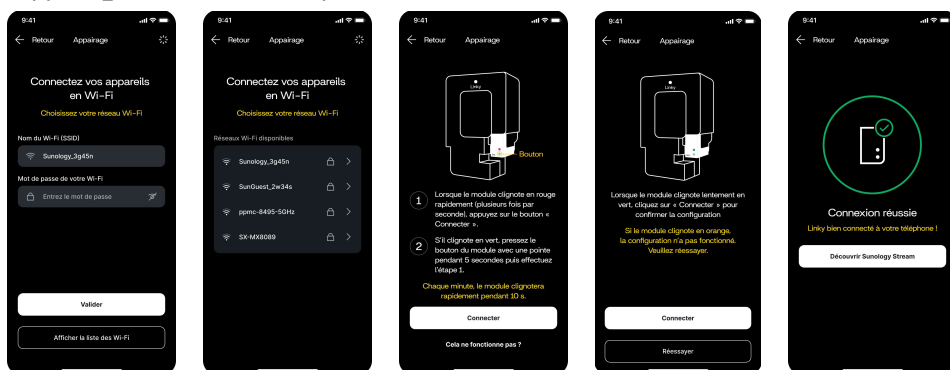 9:41
Retour Appairage
Connectez vos appareils
en Wi-Fi
Choisissez votre réseau Wi-Fi
Nom du Wi-Fi (SSID)
Sunology_3g45n
Mot de passe de votre Wi-Fi
Entrez le mot de passe
Valider
Afficher la liste des Wi-Fi
9:41
Retour Appairage
Connectez vos appareils
en Wi-Fi
Choisissez votre réseau Wi-Fi
Réseaux Wi-Fi disponibles
Sunology_3g45n
SunGuest_2w34s
ppmc-8495-5GHz
SX-MX8089
9:41
Retour Appairage
Linky
Bouton
1 Lorsque le module clignote en rouge
rapidement (plusieurs fois par
seconde), appuyez sur le bouton «
Connecter ».
2 S'il clignote en vert, pressez le
bouton du module avec une pointe
pendant 5 secondes puis effectuez
l'étape 1.
Chaque minute, le module clignotera
rapidement pendant 10 s.
Connecter
Cela ne fonctionne pas ?
9:41
Retour Appairage
Linky
Lorsque le module clignote lentement en
vert, cliquez sur « Connecter » pour
confirmer la configuration
Si le module clignote en orange,
la configuration n'a pas fonctionné.
Veuillez réessayer.
Connecter
Réessayer
9:41
Retour Appairage
Connexion réussie
Linky bien connecté à votre téléphone !
Découvrir Sunology Stream